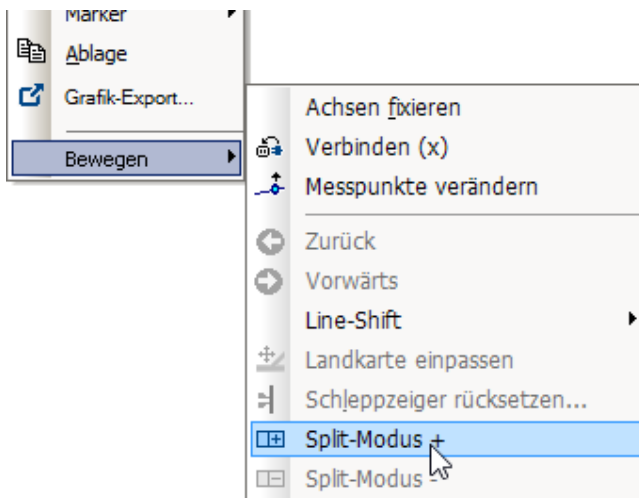 Marker
Ablage
Grafik-Export...
Bewegen
Achsen fixieren
Verbinden (x)
Messpunkte verändern
Zurück
Vorwärts
Line-Shift
Landkarte einpassen
Schleppzeiger rücksetzen...
Split-Modus +
Split-Modus -